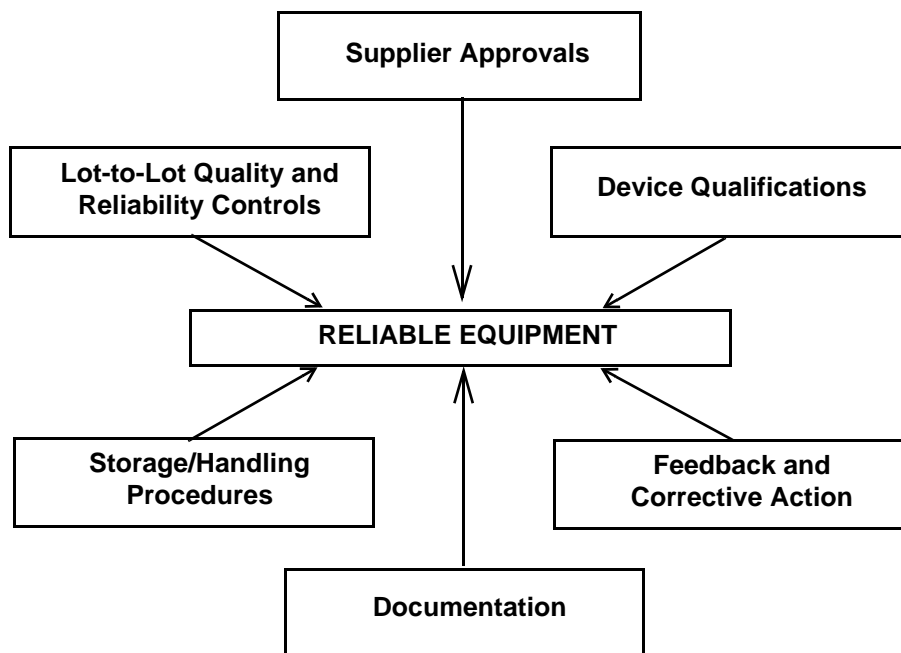 Supplier Approvals
Lot-to-Lot Quality and
Reliability Controls
Device Qualifications
RELIABLE EQUIPMENT
Storage/Handling
Procedures
Feedback and
Corrective Action
Documentation